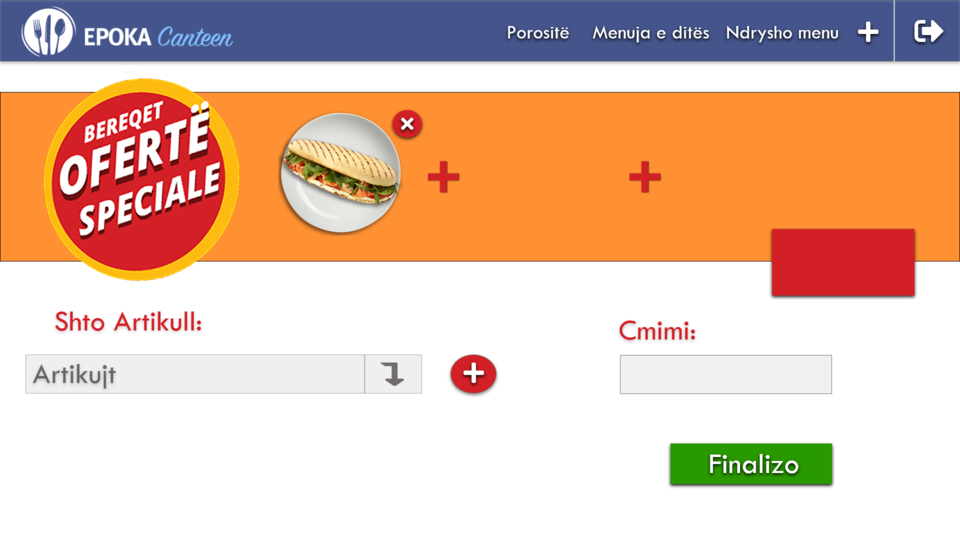 EPOKA Canteen
Porositë Menuja e ditës Ndrysho menu
BEREQET
OFERTË
SPECIALE
Shto Artikull:
Cmimi:
Artikujt
Finalizo